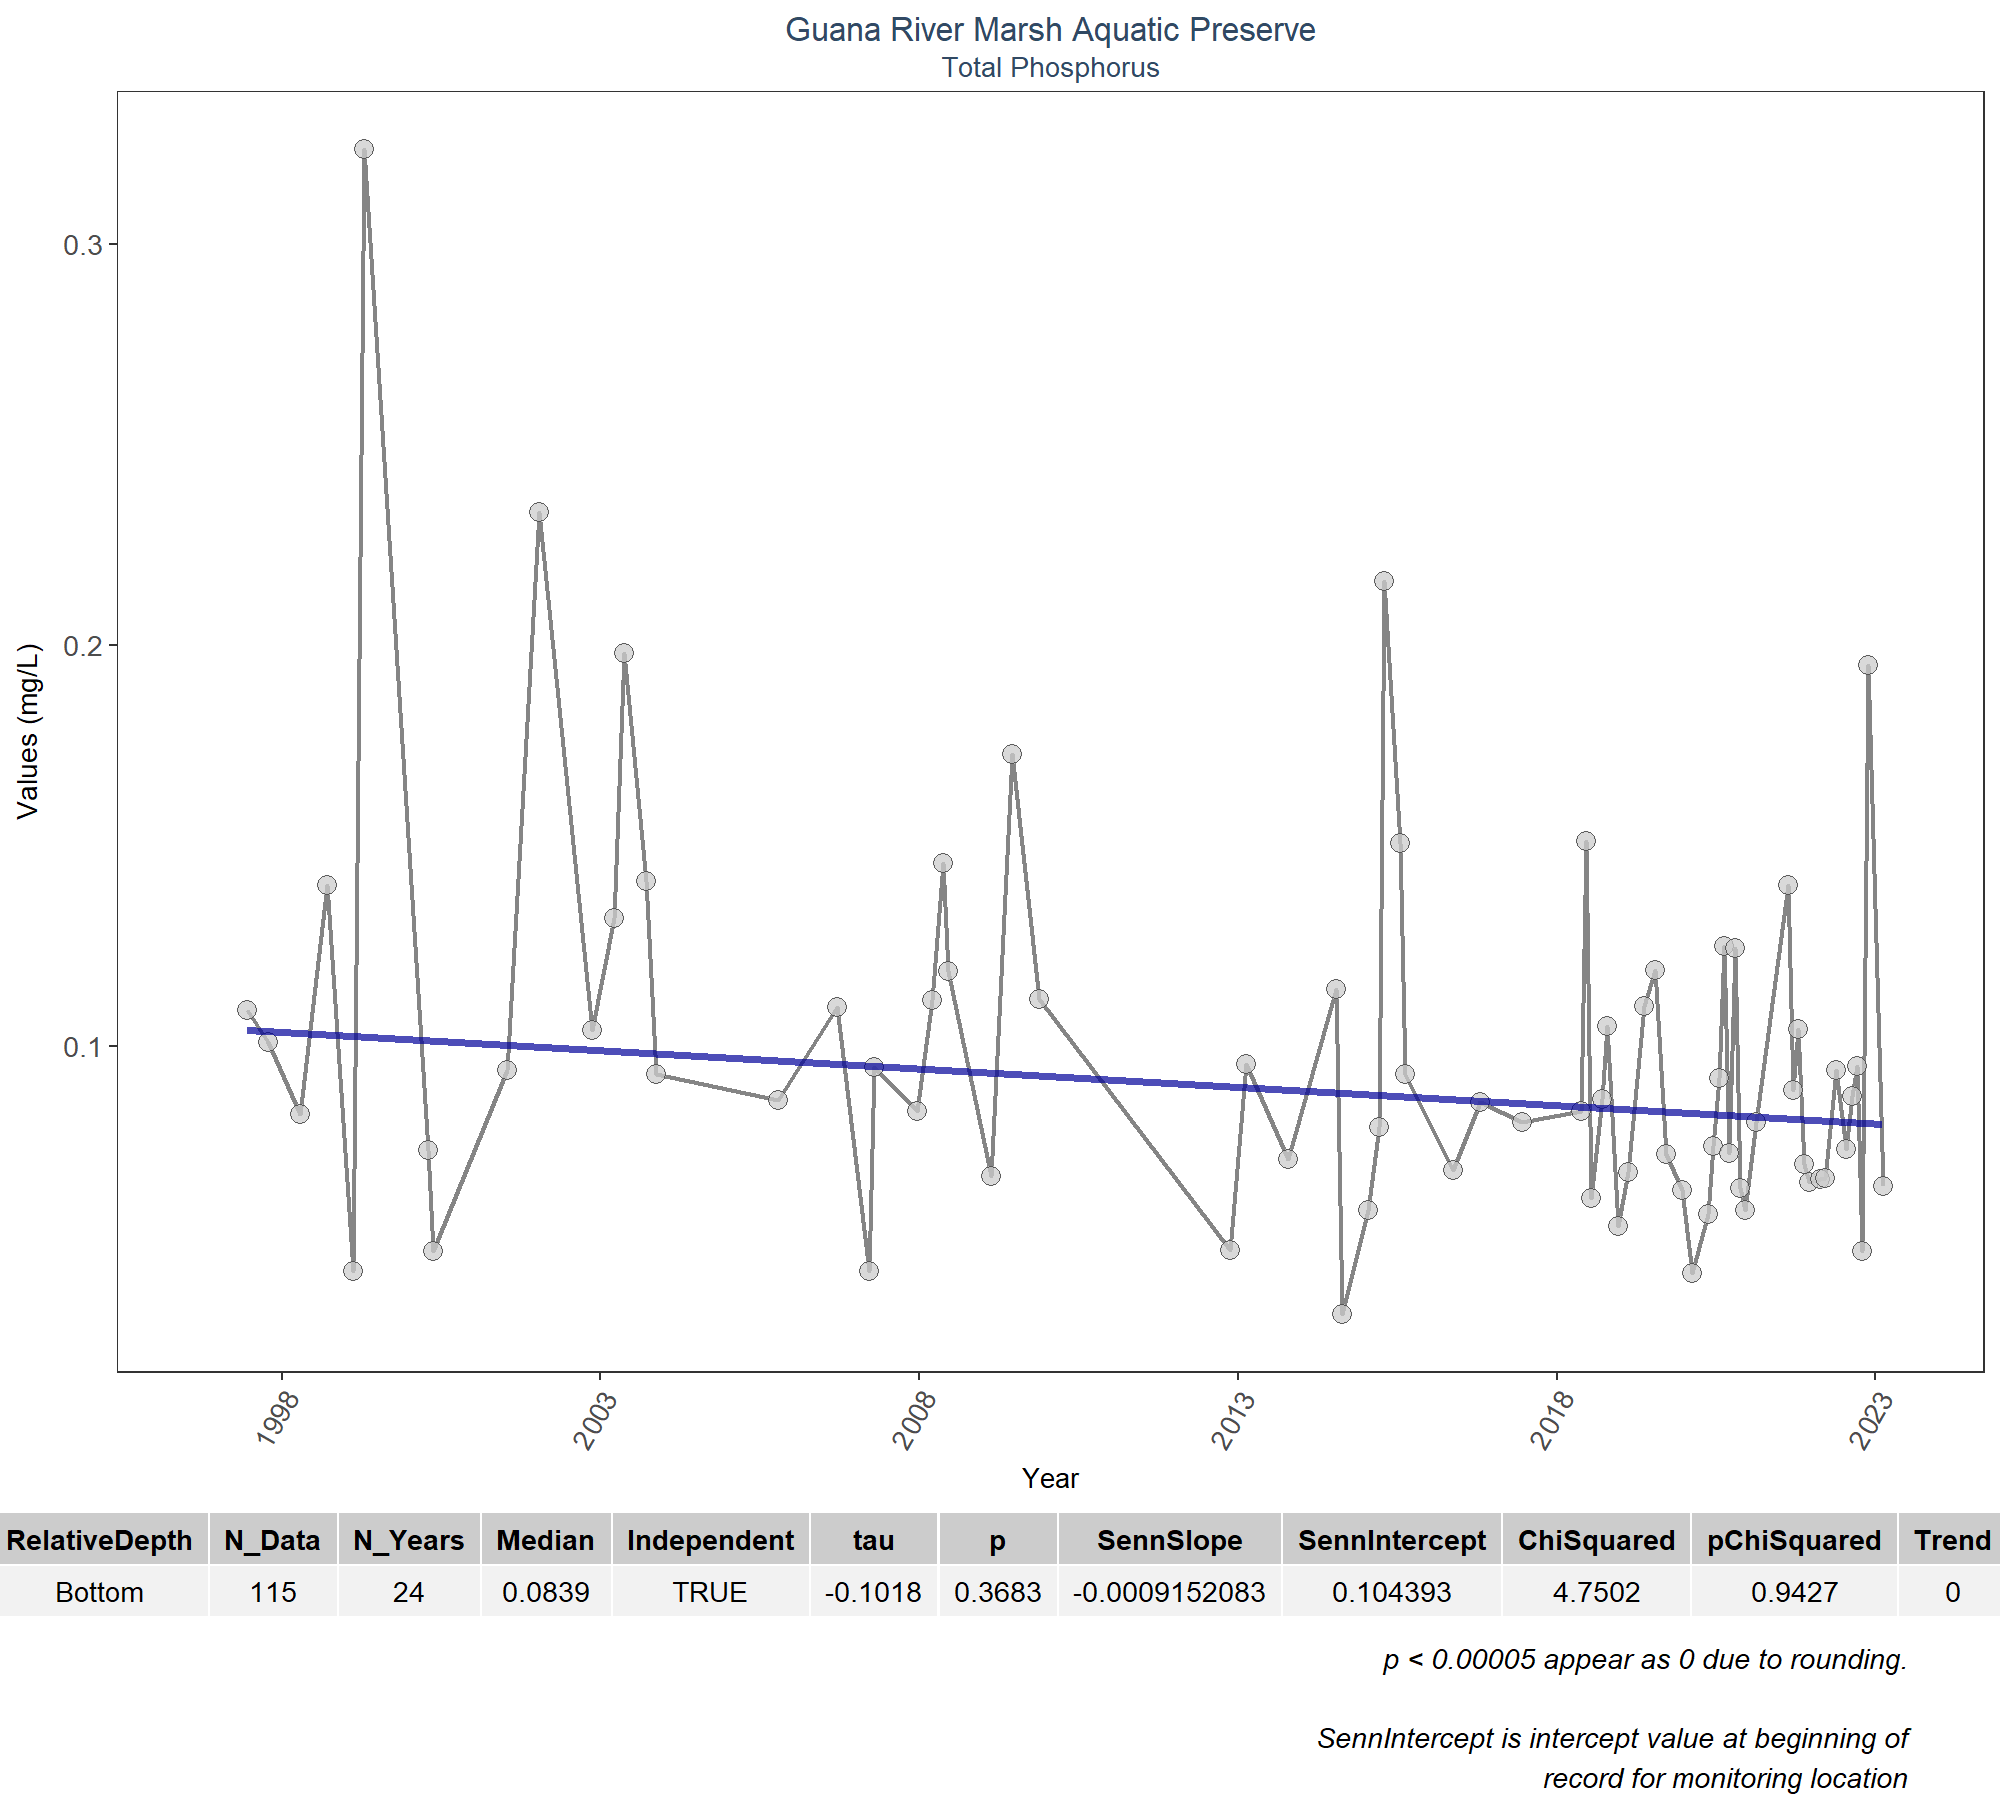 Guana River Marsh Aquatic Preserve
Total Phosphorus
Values (mg/L)
0.3
0.2
0.1
1998 2003 2008 2013 2018 2023
Year
RelativeDepth N_Data N_Years Median Independent tau p SennSlope SennIntercept ChiSquared pChiSquared Trend
Bottom 115 24 0.0839 TRUE -0.1018 0.3683 -0.0009152083 0.104393 4.7502 0.9427 0
p < 0.00005 appear as 0 due to rounding.
SennIntercept is intercept value at beginning of
record for monitoring location